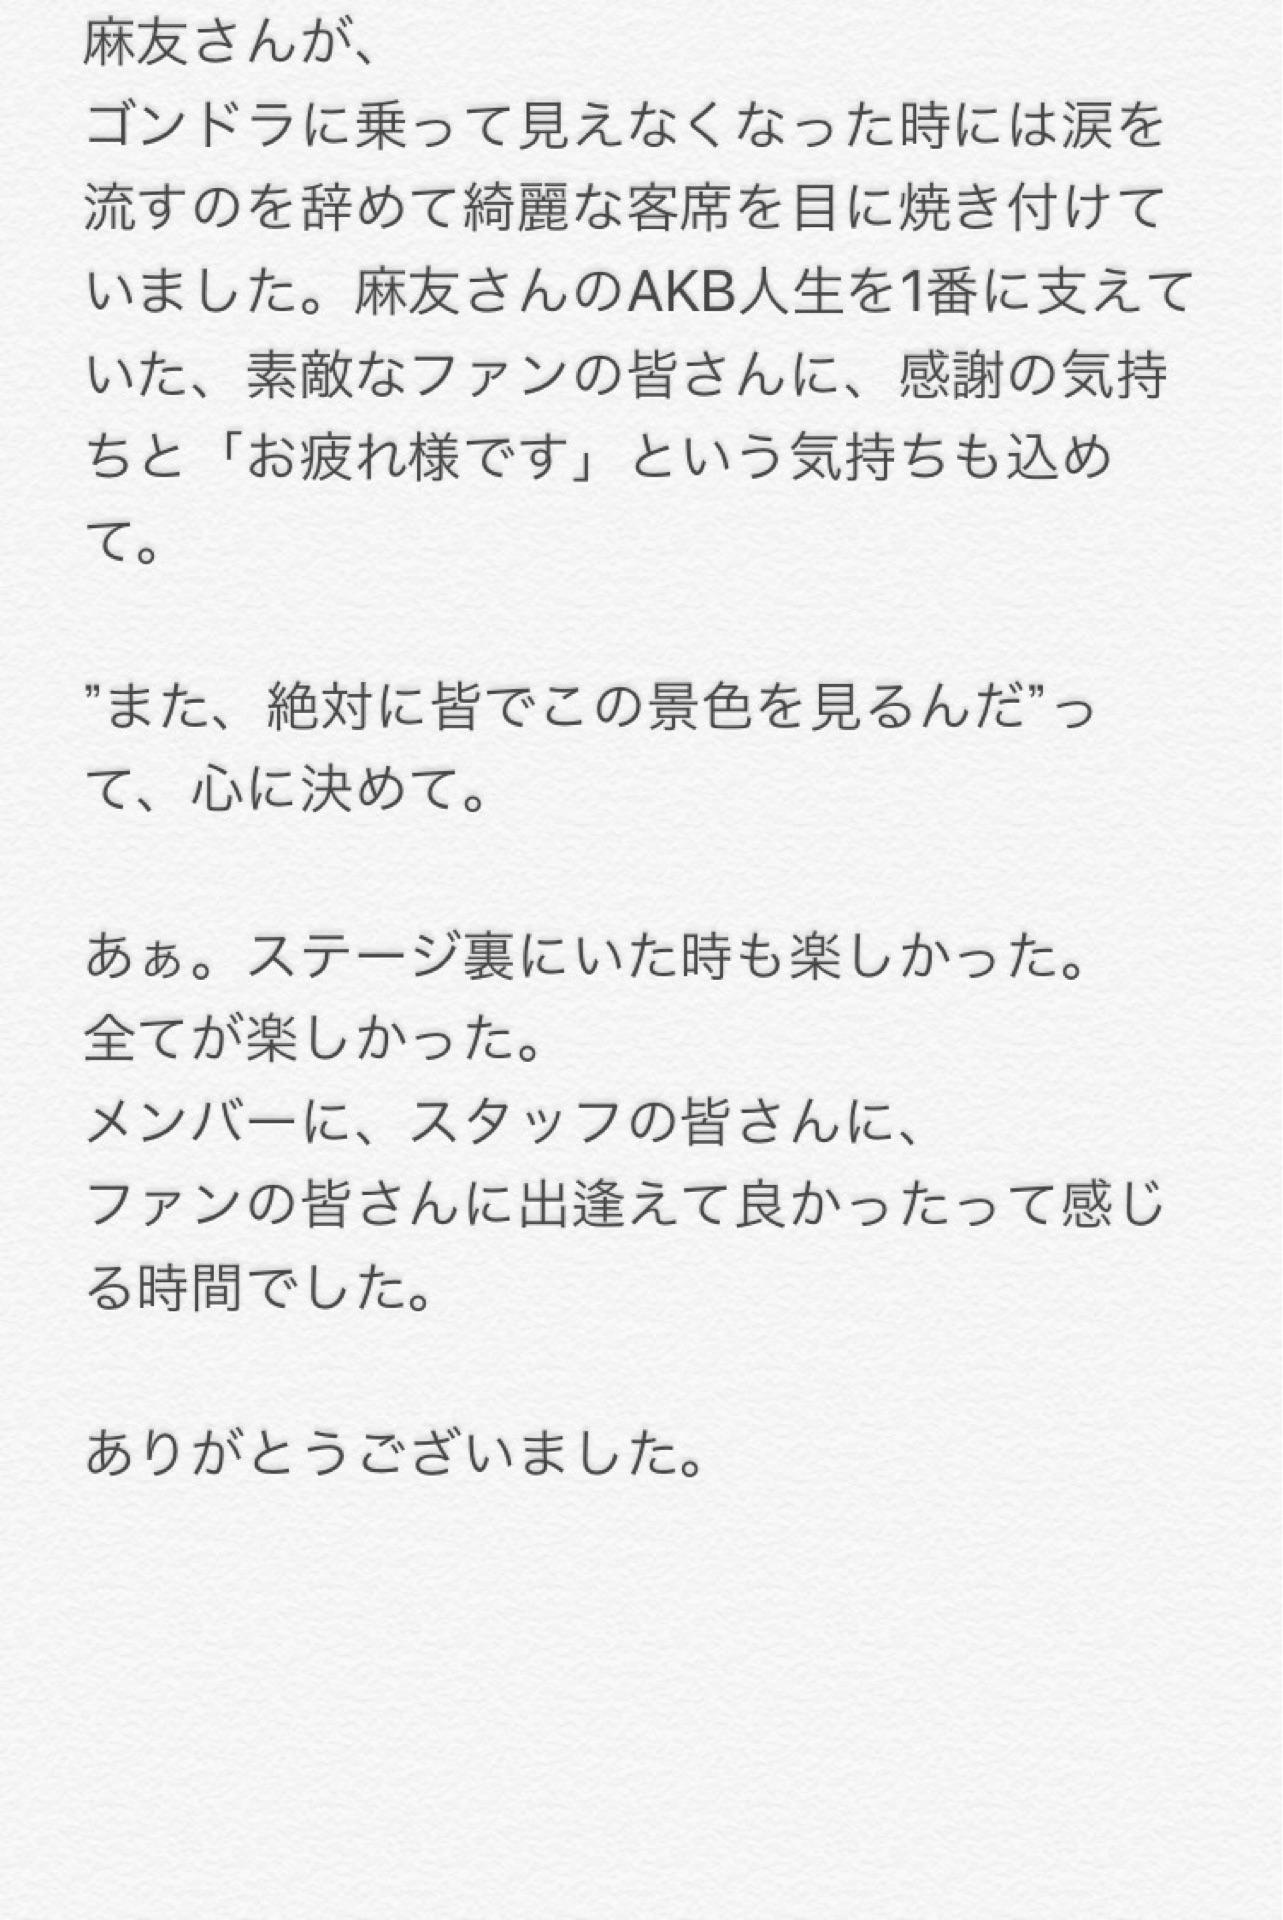 麻友さんが、
ゴンドラに乗って見えなくなった時には涙を
流すのを辞めて綺麗な客席を目に焼き付けて
いました。麻友さんのAKB人生を1番に支えて
いた、素敵なファンの皆さんに、感謝の気持
ちと「お疲れ様です」という気持ちも込め
て。
”また、絶対に皆でこの景色を見るんだ”っ
て、心に決めて。
あぁ。ステージ裏にいた時も楽しかった。
全てが楽しかった。
メンバーに、スタッフの皆さんに、
ファンの皆さんに出逢えて良かったって感じ
る時間でした。
ありがとうございました。